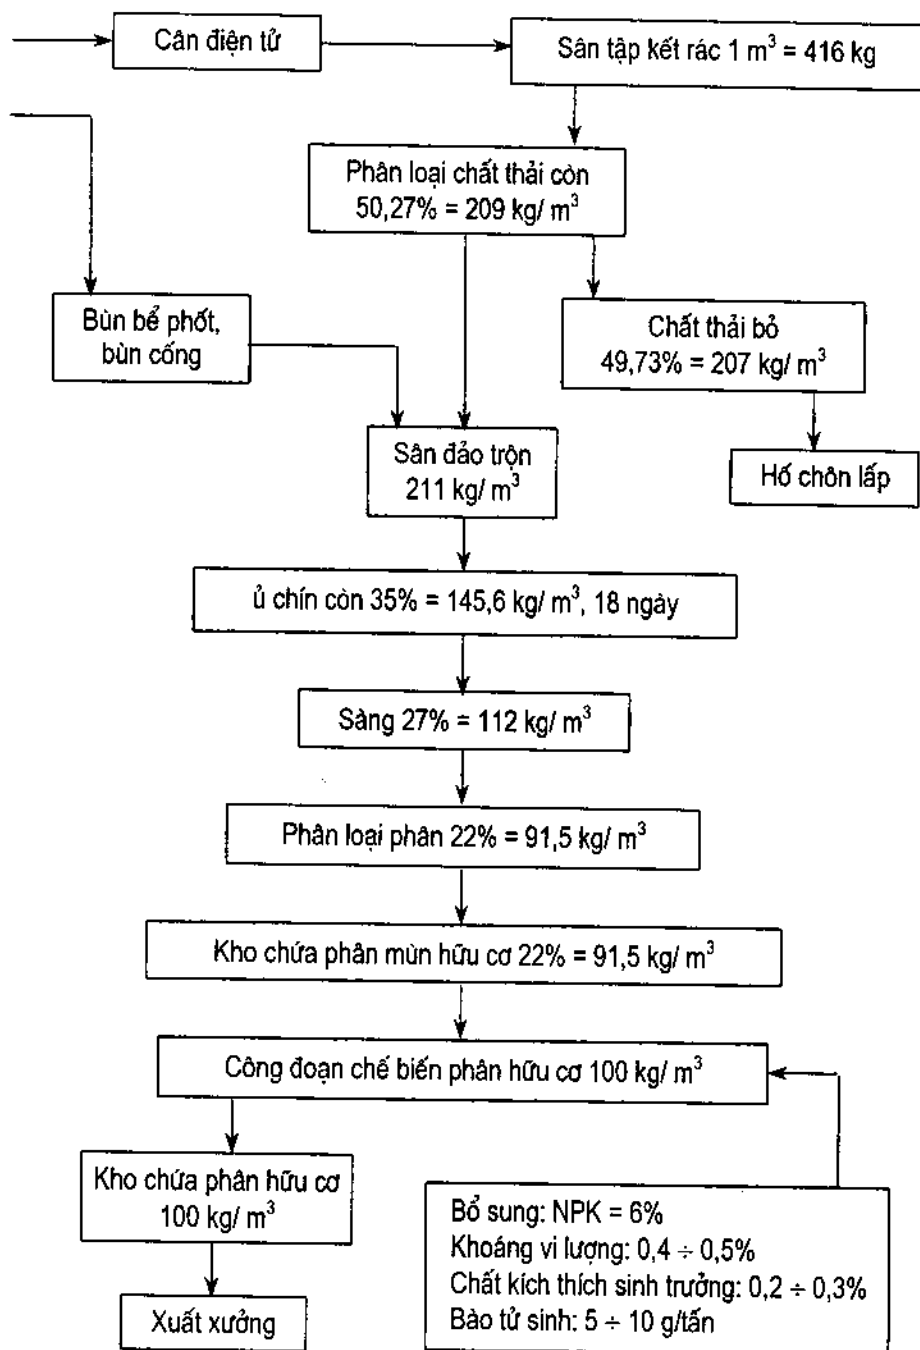 Cân điện tử
Sân tập kết rác 1 m³ = 416 kg
Phân loại chất thải còn
50,27% = 209 kg/ m³
Bùn bể phốt,
bùn cống
Chất thải bỏ
49,73% = 207 kg/ m³
Sân đảo trộn
211 kg/ m³
Hố chôn lấp
ủ chín còn 35% = 145,6 kg/ m³, 18 ngày
Sàng 27% = 112 kg/ m³
Phân loại phân 22% = 91,5 kg/ m³
Kho chứa phân mùn hữu cơ 22% = 91,5 kg/ m³
Công đoạn chế biến phân hữu cơ 100 kg/ m³
Kho chứa phân hữu cơ
100 kg/ m³
Bổ sung: NPK = 6%
Khoáng vi lượng: 0,4 ÷ 0,5%
Chất kích thích sinh trưởng: 0,2 ÷ 0,3%
Bào tử sinh: 5 ÷ 10 g/tấn
Xuất xưởng